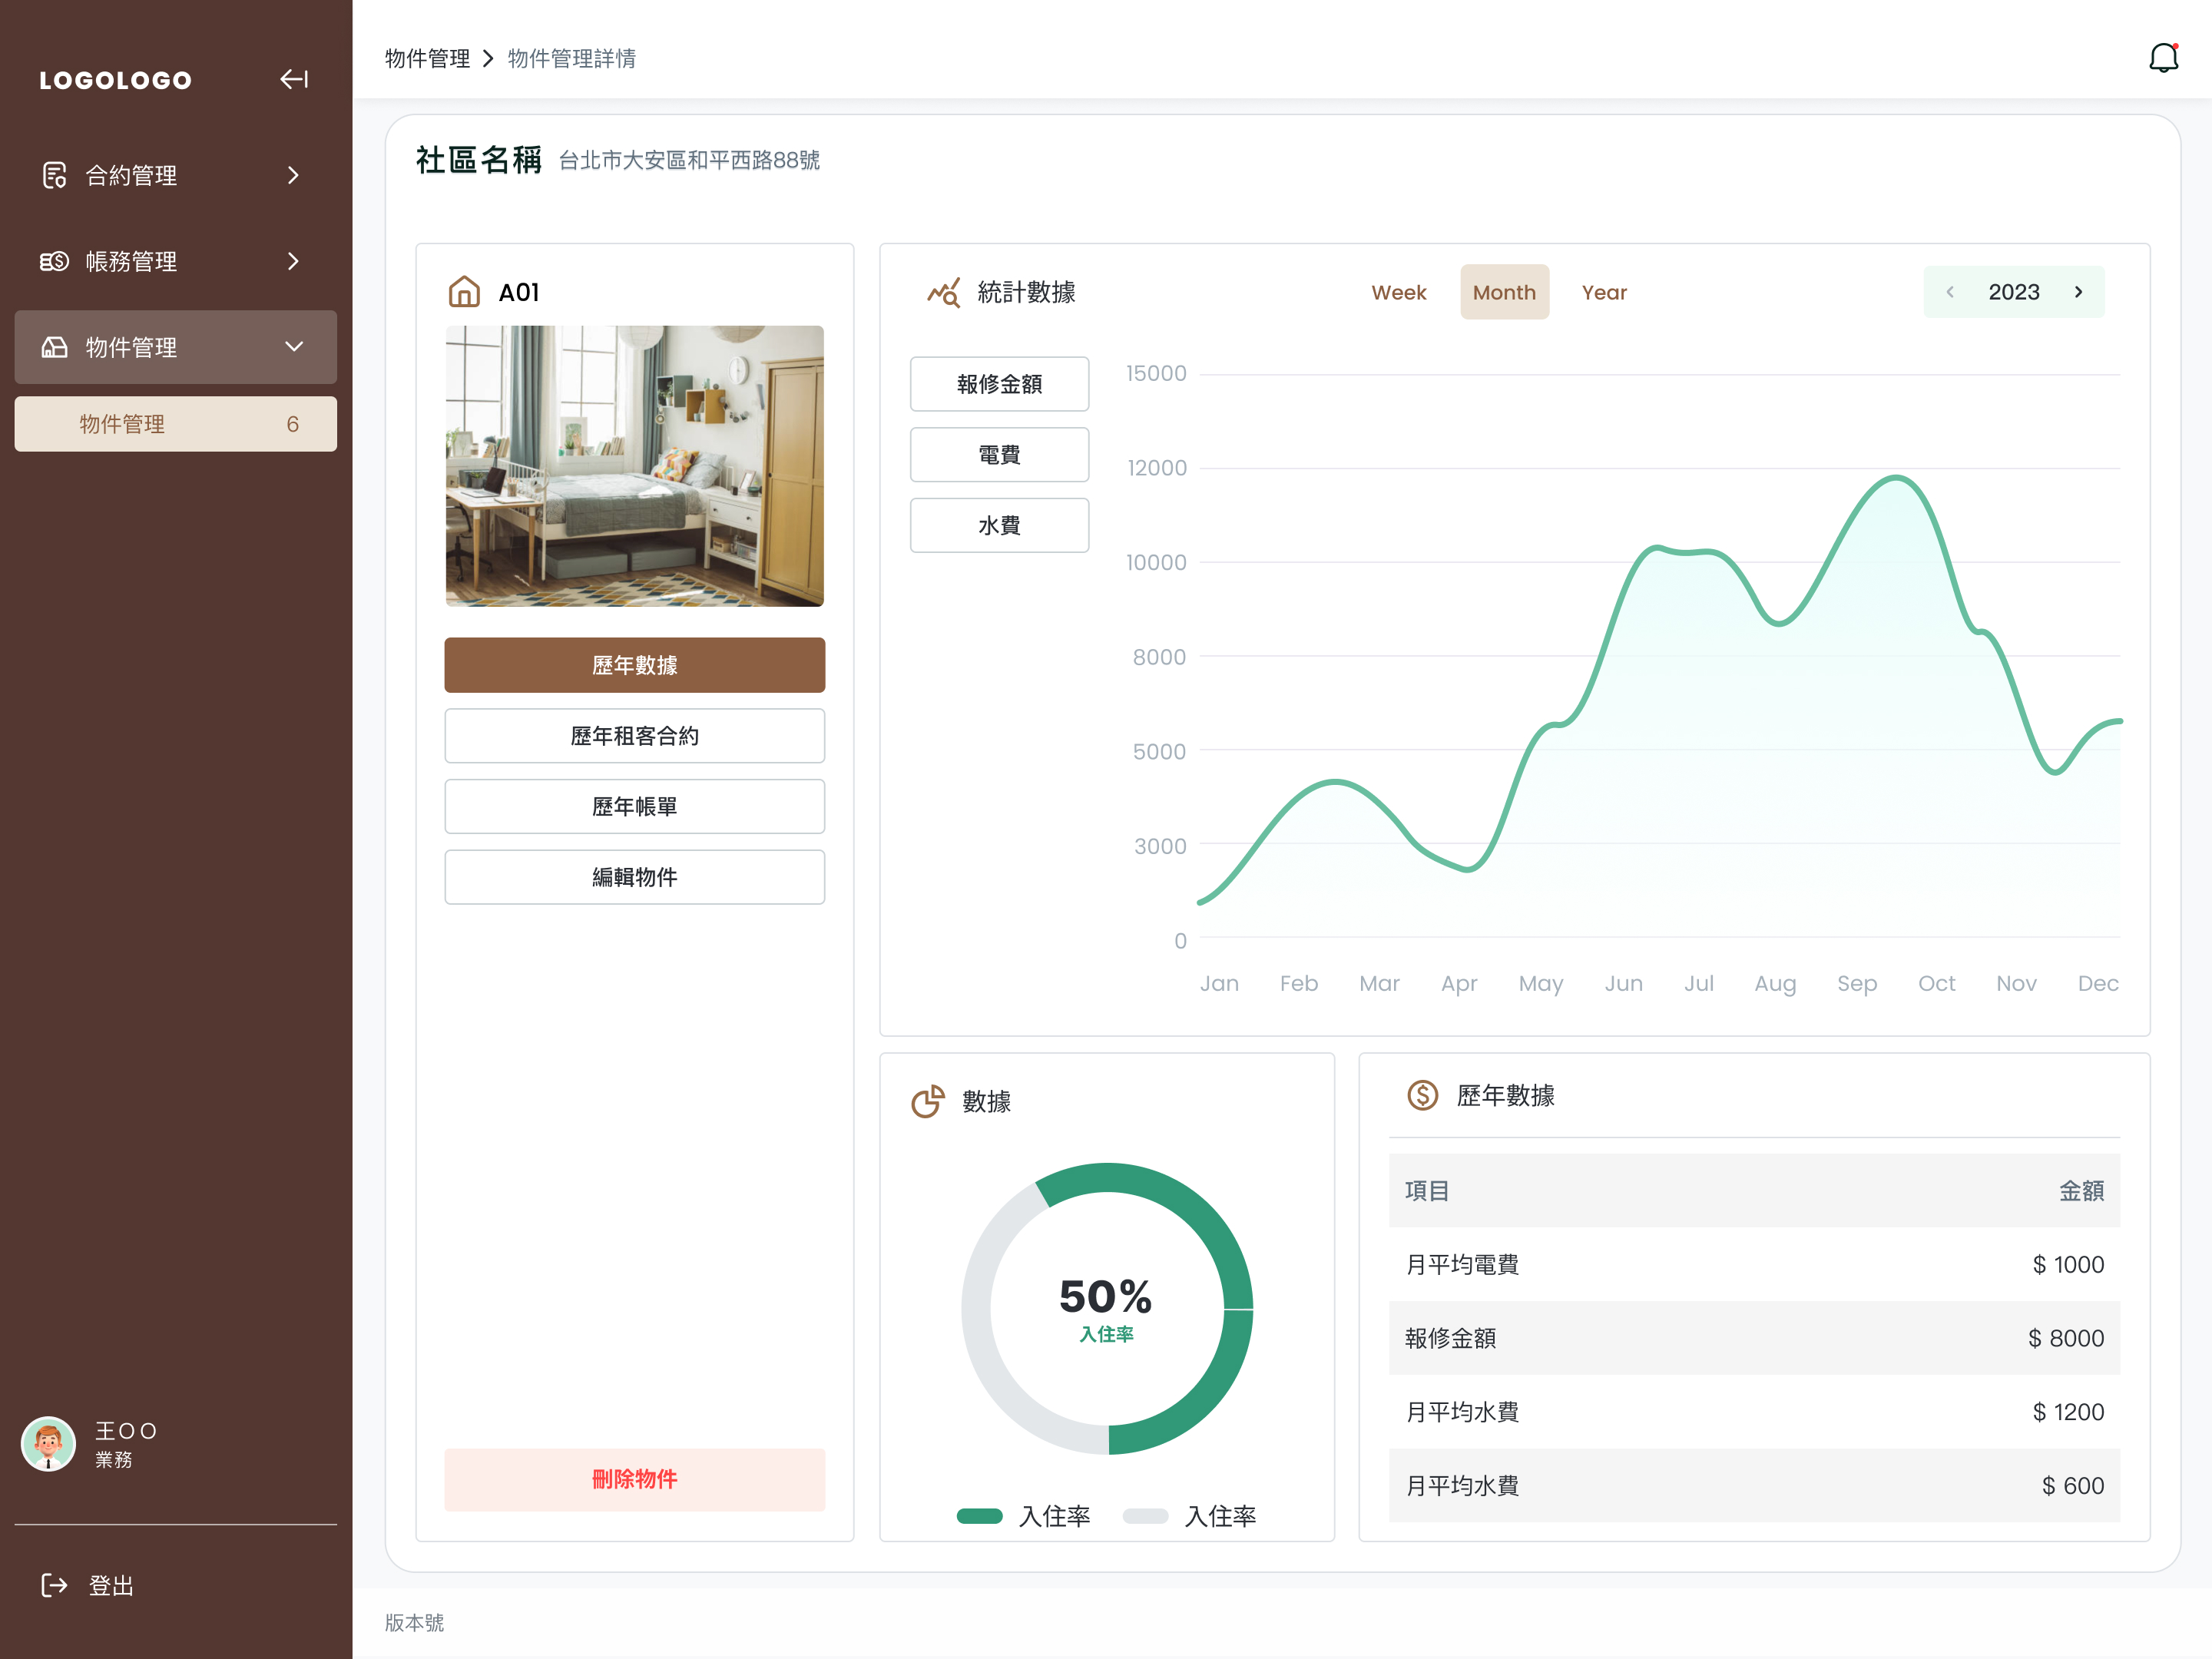 LOGOLOGO
合約管理
帳務管理
物件管理
物件管理 6
王ＯＯ
業務
登出
物件管理 物件管理詳情
社區名稱 台北市大安區和平西路88號
A01
歷年數據
歷年租客合約
歷年帳單
編輯物件
刪除物件
統計數據 Week Month Year 2023
報修金額
電費
水費
15000
12000
10000
8000
5000
3000
0
Jan Feb Mar Apr May Jun Jul Aug Sep Oct Nov Dec
數據
50%
入住率
入住率 入住率
歷年數據
項目 金額
月平均電費 $ 1000
報修金額 $ 8000
月平均水費 $ 1200
月平均水費 $ 600
版本號